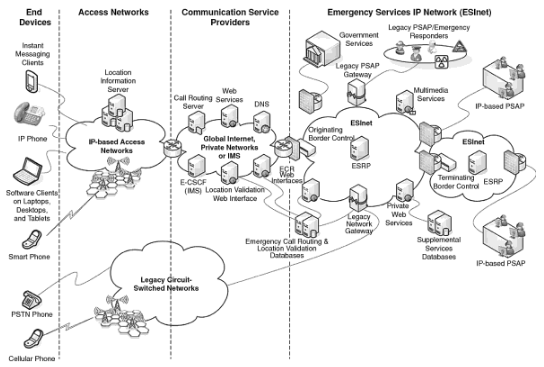 End
Devices
Access Networks
Communication Service
Providers
Emergency Services IP Network (ESInet)
Instant
Messaging
Clients
IP Phone
Software Clients
on Laptops,
Desktops,
and Tablets
Smart Phone
PSTN Phone
Cellular Phone
Location
Information
Server
IP-based Access
Networks
Legacy Circuit-
Switched Networks
Call Routing
Server
Web
Services
DNS
Global Internet,
Private Networks
or IMS
E-CSCF
(IMS)
Location Validation
Web Interface
ECR
Web
Interfaces
Emergency Call Routing &
Location Validation
Databases
Government
Services
Legacy PSAP/Emergency
Responders
Legacy PSAP
Gateway
Multimedia
Services
IP-based PSAP
Originating
Border Control
ESInet
ESRP
ESInet
Terminating
Border Control
ESRP
Legacy
Network
Gateway
Private
Web
Services
Supplemental
Services
Databases
IP-based PSAP